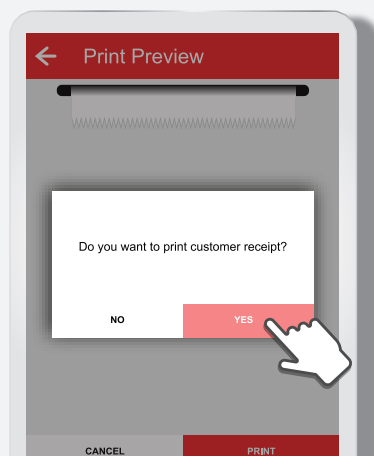 Print Preview
Do you want to print customer receipt?
NO
YES
CANCEL
PRINT